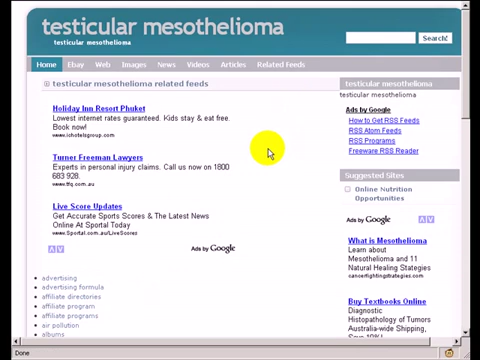 testicular mesothelioma
testicular mesothelioma
Search!
Home Ebay Web Images News Videos Articles Related Feeds
testicular mesothelioma related feeds
Holiday Inn Resort Phuket
Lowest internet rates guaranteed. Kids stay & eat free.
Book now!
www.ichotelsgroup.com
Turner Freeman Lawyers
Experts in personal injury claims. Call us now on 1800
683 928.
www.tfq.com.au
Live Score Updates
Get Accurate Sports Scores & The Latest News
Online At Sportal Today
www.Sportal.com.au/LiveScores
Ads by Google
advertising
advertising formula
affiliate directories
affiliate program
affiliate programs
air pollution
albums
testicular mesothelioma
testicular mesothelioma
Ads by Google
How to Get RSS Feeds
RSS Atom Feeds
RSS Programs
Freeware RSS Reader
Suggested Sites
Online Nutrition
Opportunities
Ads by Google
What is Mesothelioma
Learn about
Mesothelioma and 11
Natural Healing Stategies
cancerfightingstrategies.com
Buy Textbooks Online
Diagnostic
Histopathology of Tumors
Australia-wide Shipping,
Done